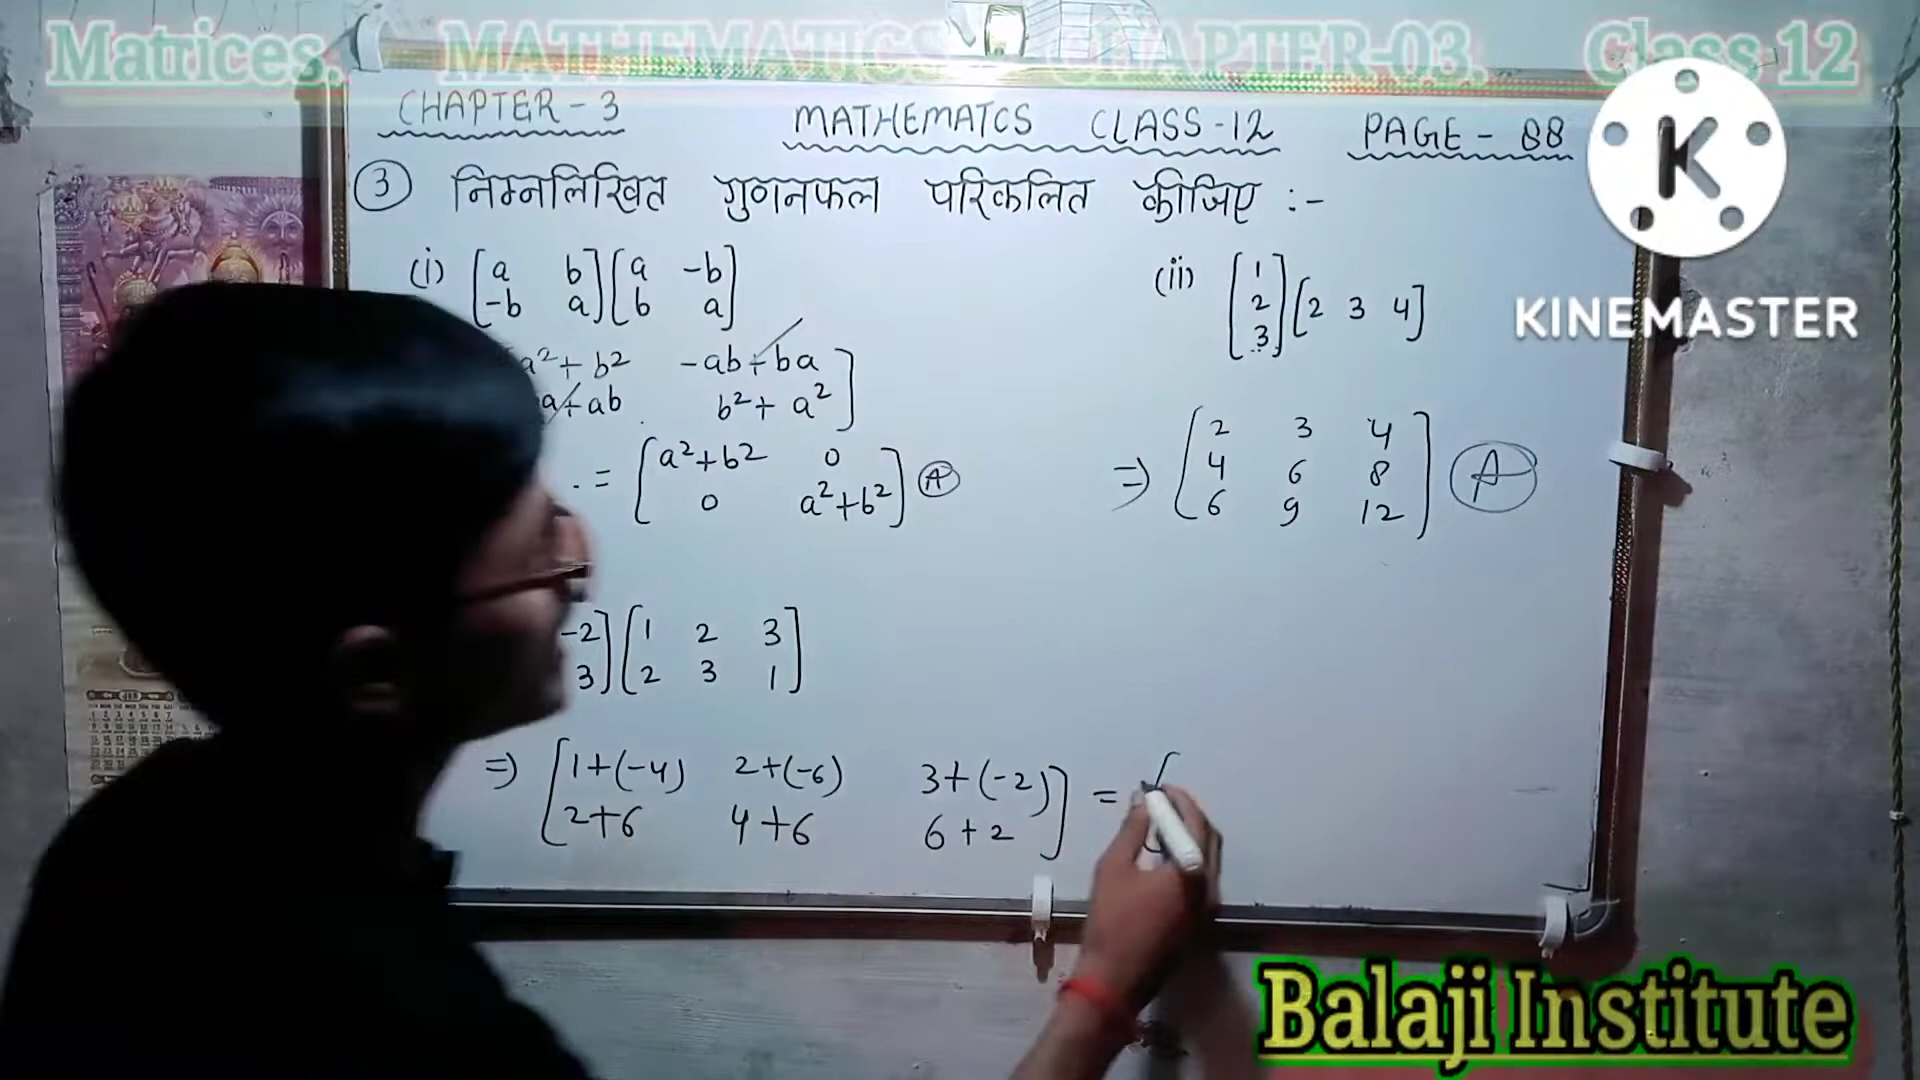 Matrices. MATHEMATICS CHAPTER-03. Class 12
CHAPTER - 3 MATHEMATCS CLASS-12 PAGE - 88
③ निम्नलिखित गुणनफल परिकलित कीजिए :-
(i) [a b] [a -b]
[-b a] [b a]
a²+b² -ab+ba
a+ab b²+a²
= [a²+b² 0]
[0 a²+b²] Ⓐ
(ii) [1]
[2] [2 3 4]
[3]
⇒ [2 3 4]
[4 6 8] Ⓐ
[6 9 12]
-2] [1 2 3]
3] [2 3 1]
⇒ [1+(-4) 2+(-6) 3+(-2)] = [
[2+6 4+6 6+2]
K
KINEMASTER
Balaji Institute